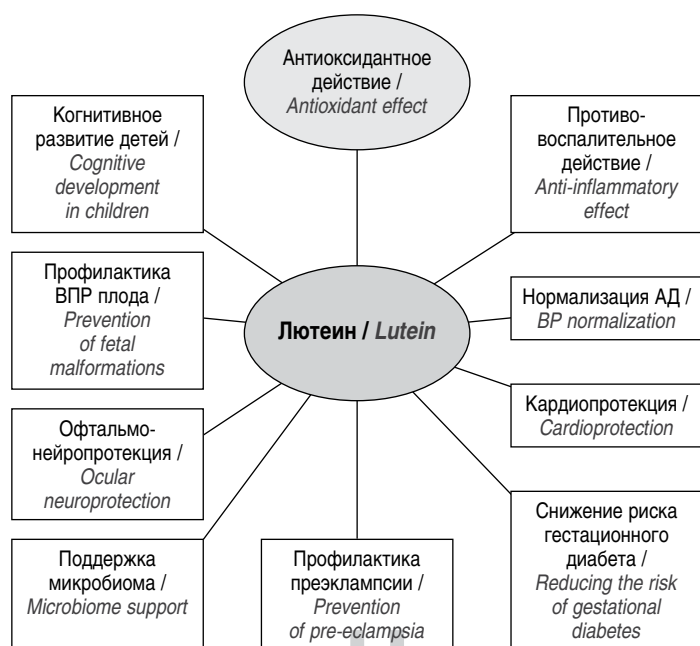 Антиоксидантное
действие /
Antioxidant effect
Когнитивное
развитие детей /
Cognitive
development
in children
Противо-
воспалительное
действие /
Anti-inflammatory
effect
Профилактика
ВПР плода /
Prevention
of fetal
malformations
Лютеин / Lutein
Нормализация АД /
BP normalization
Офтальмо-
нейропротекция /
Ocular
neuroprotection
Кардиопротекция /
Cardioprotection
Поддержка
микробиома /
Microbiome support
Профилактика
преэклампсии /
Prevention
of pre-eclampsia
Снижение риска
гестационного
диабета /
Reducing the risk
of gestational
diabetes